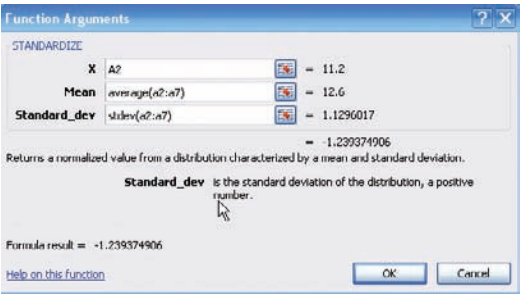 Function Arguments
STANDARDIZE
X A2 = 11.2
Mean average(a2:a7) = 12.6
Standard_dev stdev(a2:a7) = 1.1296017
= -1.239374906
Returns a normalized value from a distribution characterized by a mean and standard deviation.
Standard_dev is the standard deviation of the distribution, a positive
number.
Formula result = -1.239374906
Help on this function OK Cancel